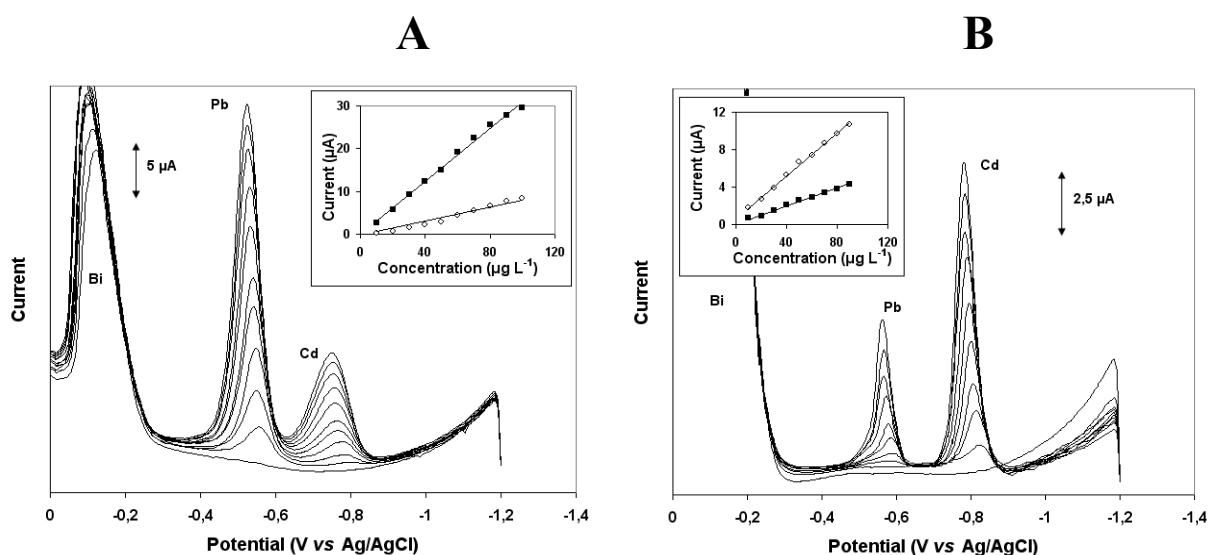 A
Pb
5 µA
Bi
Cd
Current
30
20
10
0
0 40 80 120
Current (µA)
Concentration (µg L⁻¹)
0 -0,2 -0,4 -0,6 -0,8 -1 -1,2 -1,4
Potential (V vs Ag/AgCl)
B
Cd
2,5 µA
Bi
Pb
Current
12
8
4
0
0 40 80 120
Current (µA)
Concentration (µg L⁻¹)
0,0 -0,2 -0,4 -0,6 -0,8 -1 -1,2 -1,4
Potential (V vs Ag/AgCl)